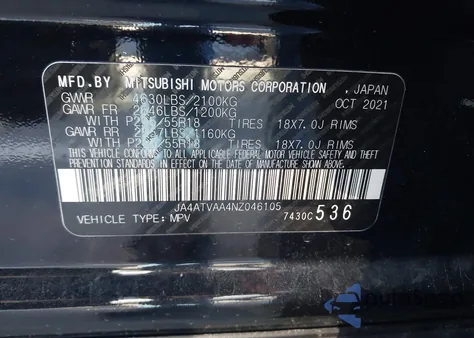 MFD.BY MITSUBISHI MOTORS CORPORATION , JAPAN
GVWR 4630LBS/2100KG OCT 2021
GAWR FR 2646LBS/1200KG
WITH /55R18 TIRES 18X7.0J RIMS
GAWR RR /1160KG
WITH /55R18 TIRES 18X7.0J RIMS
THIS VEHICLE CONFORMS TO ALL APPLICABLE FEDERAL MOTOR VEHICLE SAFETY, BUMPER, AND THEFT
PREVENTION STANDARDS IN EFFECT ON THE DATE OF MANUFACTURE SHOWN ABOVE.
JA4ATVAA4NZ046105
VEHICLE TYPE: MPV 7430C 536